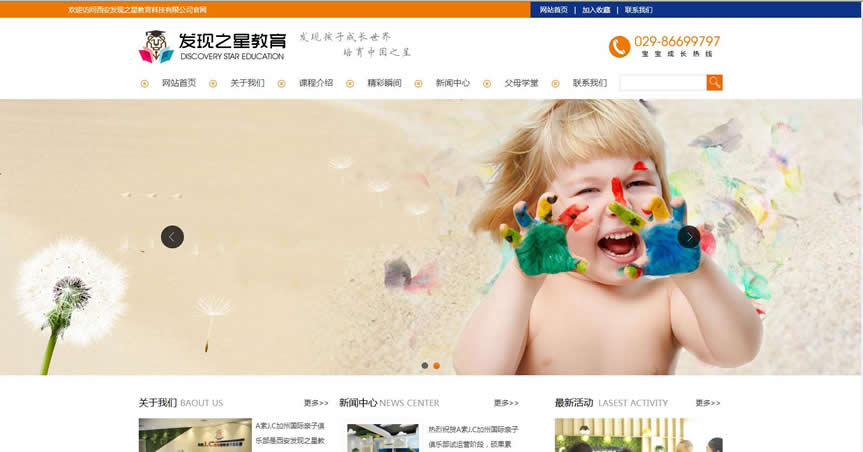 欢迎访问西安发现之星教育科技有限公司官网
网站首页 | 加入收藏 | 联系我们
发现之星教育
DISCOVERY STAR EDUCATION
发现孩子成长世界
培育中国之星
029-86699797
宝宝成长热线
网站首页 关于我们 课程介绍 精彩瞬间 新闻中心 父母学堂 联系我们
关于我们 BAOUT US 更多>>
新闻中心 NEWS CENTER 更多>>
最新活动 LASEST ACTIVITY 更多>>
A素J.C加州国际亲子俱
乐部是西安发现之星教
热烈祝贺A素J.C加州国际亲子
俱乐部试运营阶段，硕果累